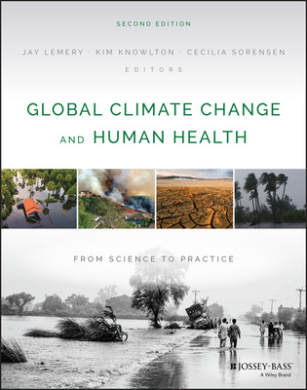 SECOND EDITION
JAY LEMERY · KIM KNOWLTON · CECILIA SORENSEN
EDITORS
GLOBAL CLIMATE CHANGE
AND HUMAN HEALTH
FROM SCIENCE TO PRACTICE
JOSSEY-BASS
A Wiley Brand